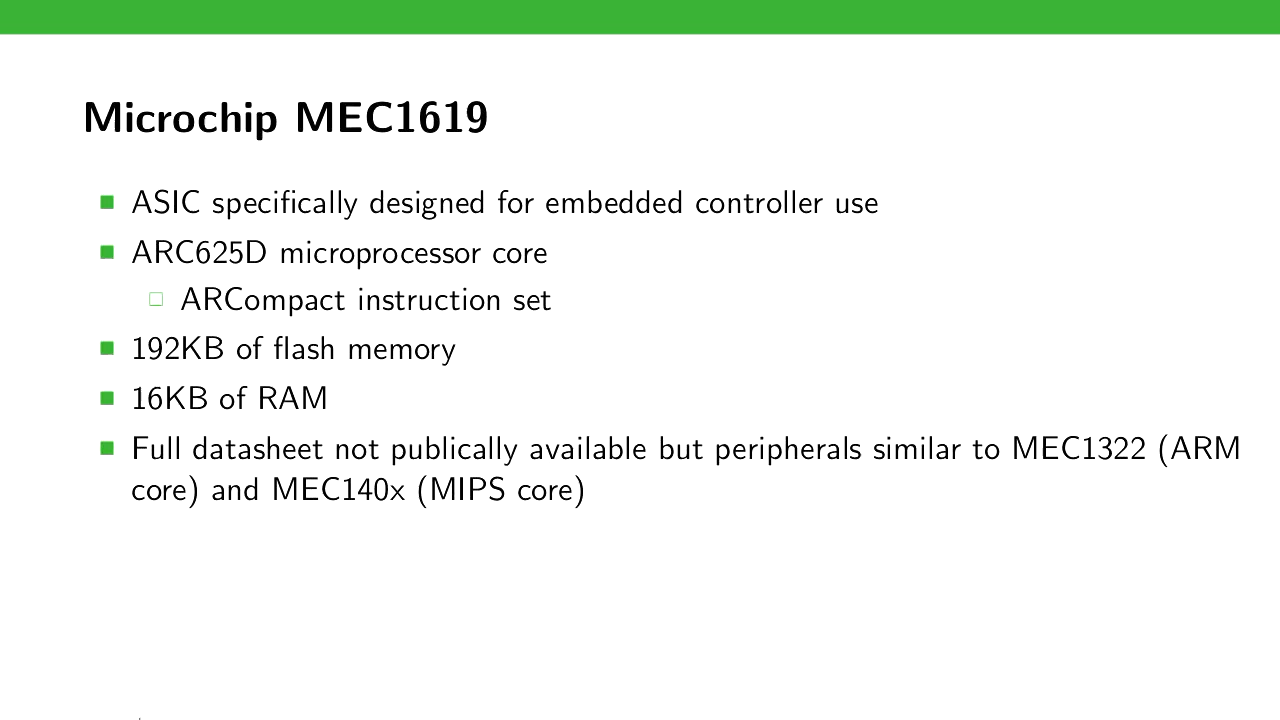 Microchip MEC1619
ASIC specifically designed for embedded controller use
ARC625D microprocessor core
ARCompact instruction set
192KB of flash memory
16KB of RAM
Full datasheet not publically available but peripherals similar to MEC1322 (ARM
core) and MEC140x (MIPS core)